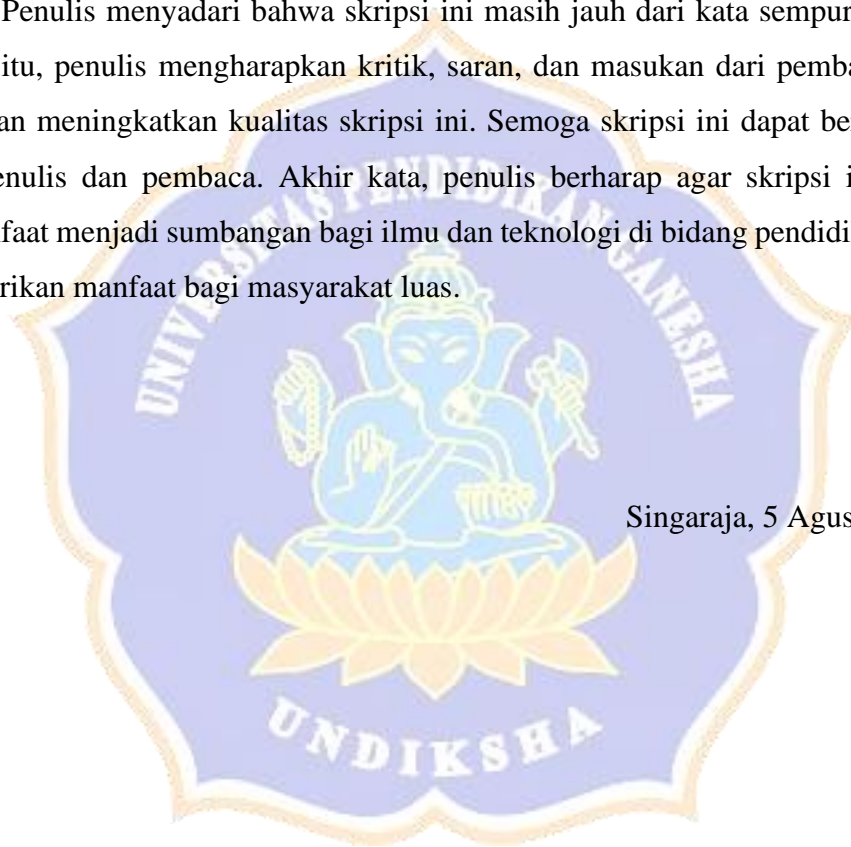 Penulis menyadari bahwa skripsi ini masih jauh dari kata sempur
itu, penulis mengharapkan kritik, saran, dan masukan dari pemba
an meningkatkan kualitas skripsi ini. Semoga skripsi ini dapat be
enulis dan pembaca. Akhir kata, penulis berharap agar skripsi i
faat menjadi sumbangan bagi ilmu dan teknologi di bidang pendidi
rikan manfaat bagi masyarakat luas.
UNIVERSITAS PENDIDIKAN GANESHA
Singaraja, 5 Agus
UNDIKSHA